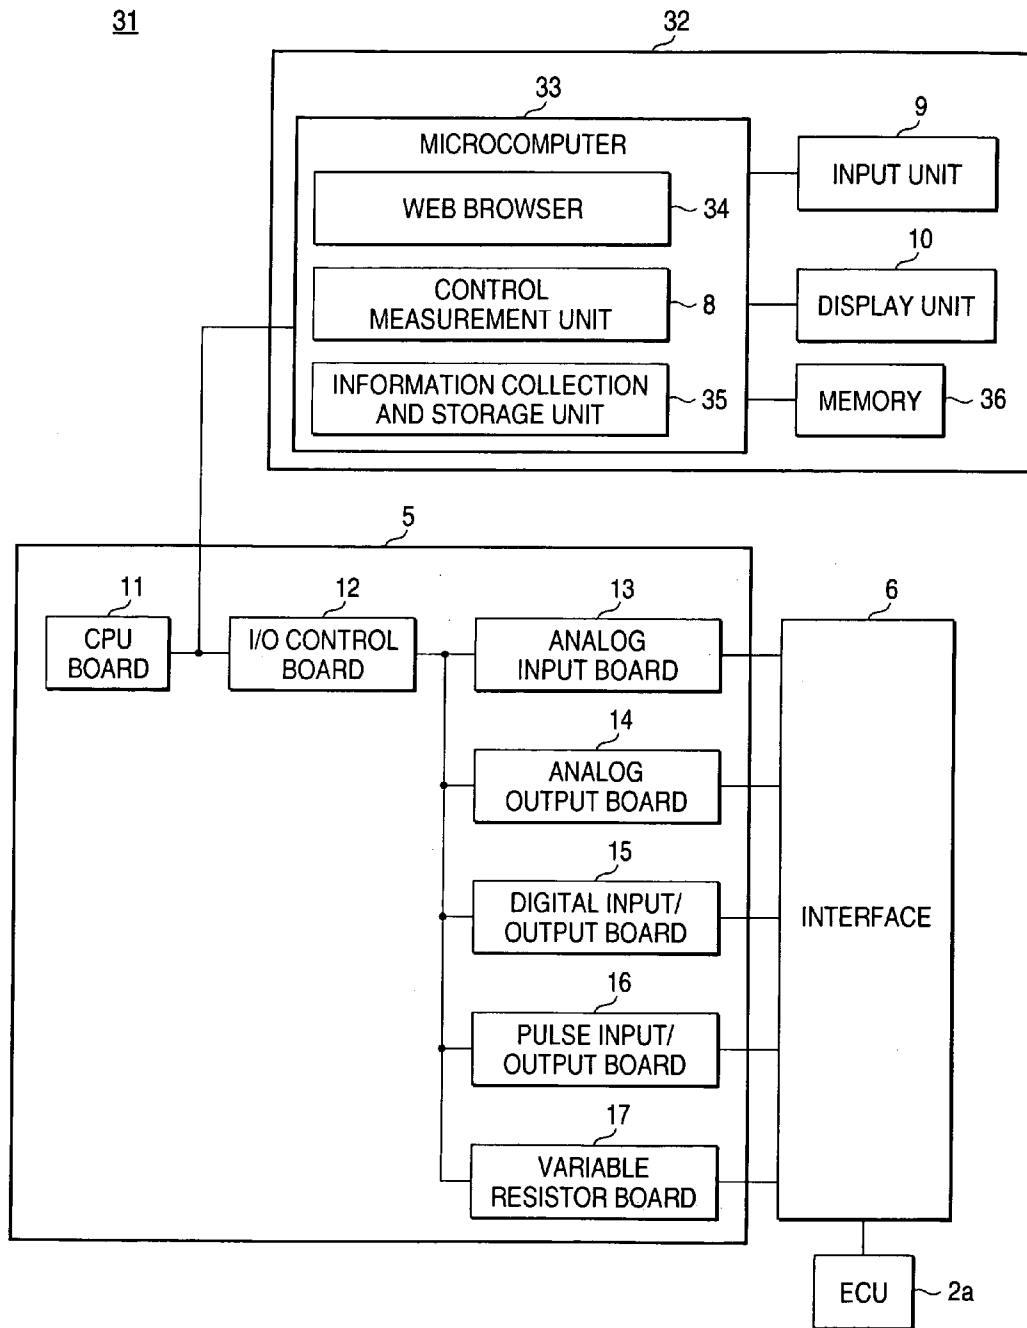 31
32
33
MICROCOMPUTER
WEB BROWSER
34
CONTROL
MEASUREMENT UNIT
8
INFORMATION COLLECTION
AND STORAGE UNIT
35
9
INPUT UNIT
10
DISPLAY UNIT
MEMORY
36
5
11
CPU
BOARD
12
I/O CONTROL
BOARD
13
ANALOG
INPUT BOARD
14
ANALOG
OUTPUT BOARD
15
DIGITAL INPUT/
OUTPUT BOARD
16
PULSE INPUT/
OUTPUT BOARD
17
VARIABLE
RESISTOR BOARD
6
INTERFACE
ECU
2a